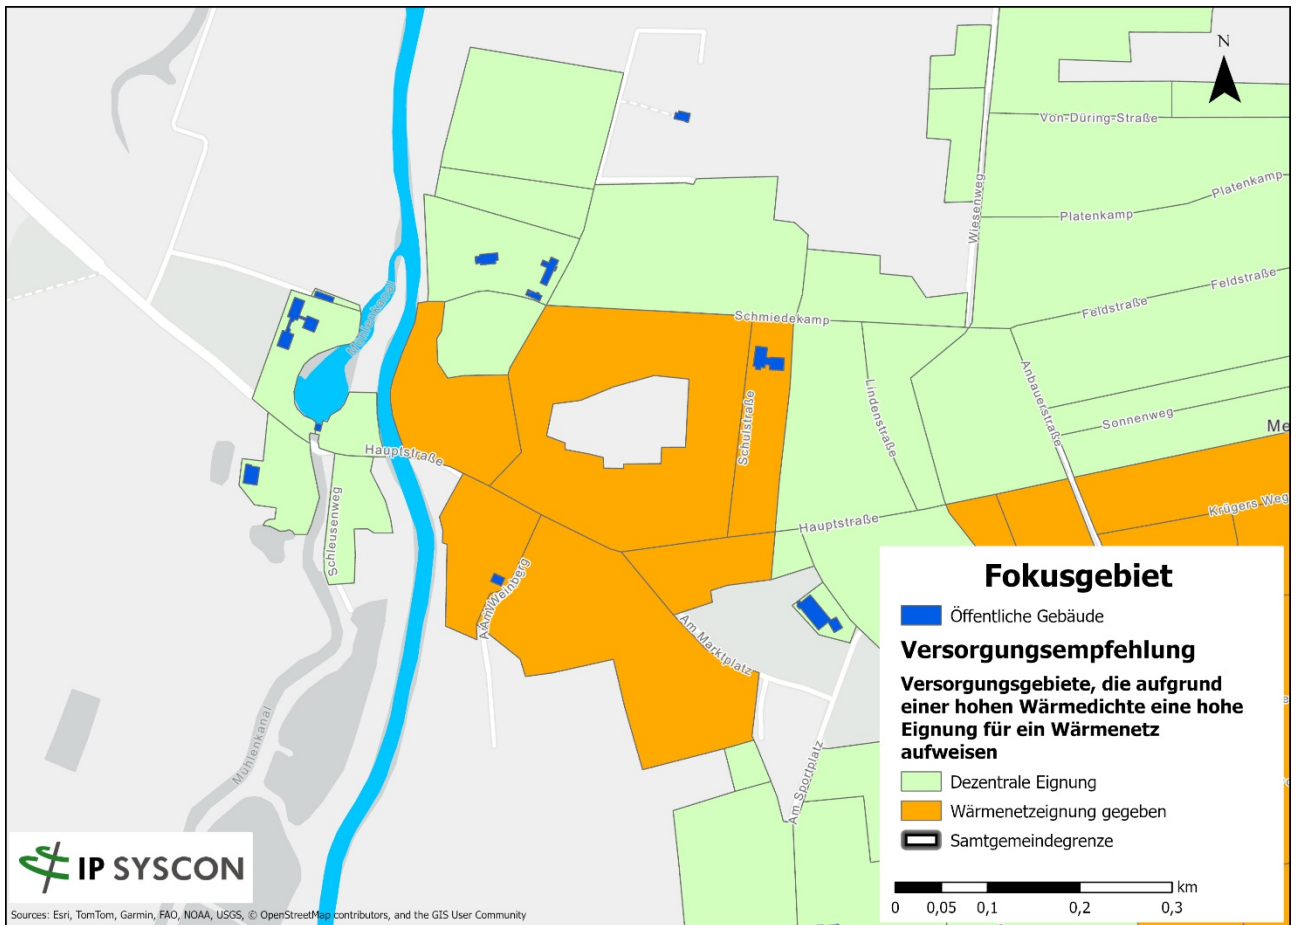 N
Von-Düring-Straße
Platenkamp
Platenkamp
Wiesenweg
Feldstraße
Feldstraße
Mühlenkanal
Schmiedekamp
Anbauerstraße
Lindenstraße
Schulstraße
Sonnenweg
Me
Hauptstraße
Krügers Weg
Hauptstraße
Schleusenweg
Am Weinberg
Am Marktplatz
Am Sportplatz
Mühlenkanal
Fokusgebiet
Öffentliche Gebäude
Versorgungsempfehlung
Versorgungsgebiete, die aufgrund
einer hohen Wärmedichte eine hohe
Eignung für ein Wärmenetz
aufweisen
Dezentrale Eignung
Wärmenetzeignung gegeben
Samtgemeindegrenze
km
0 0,05 0,1 0,2 0,3
IP SYSCON
Sources: Esri, TomTom, Garmin, FAO, NOAA, USGS, © OpenStreetMap contributors, and the GIS User Community